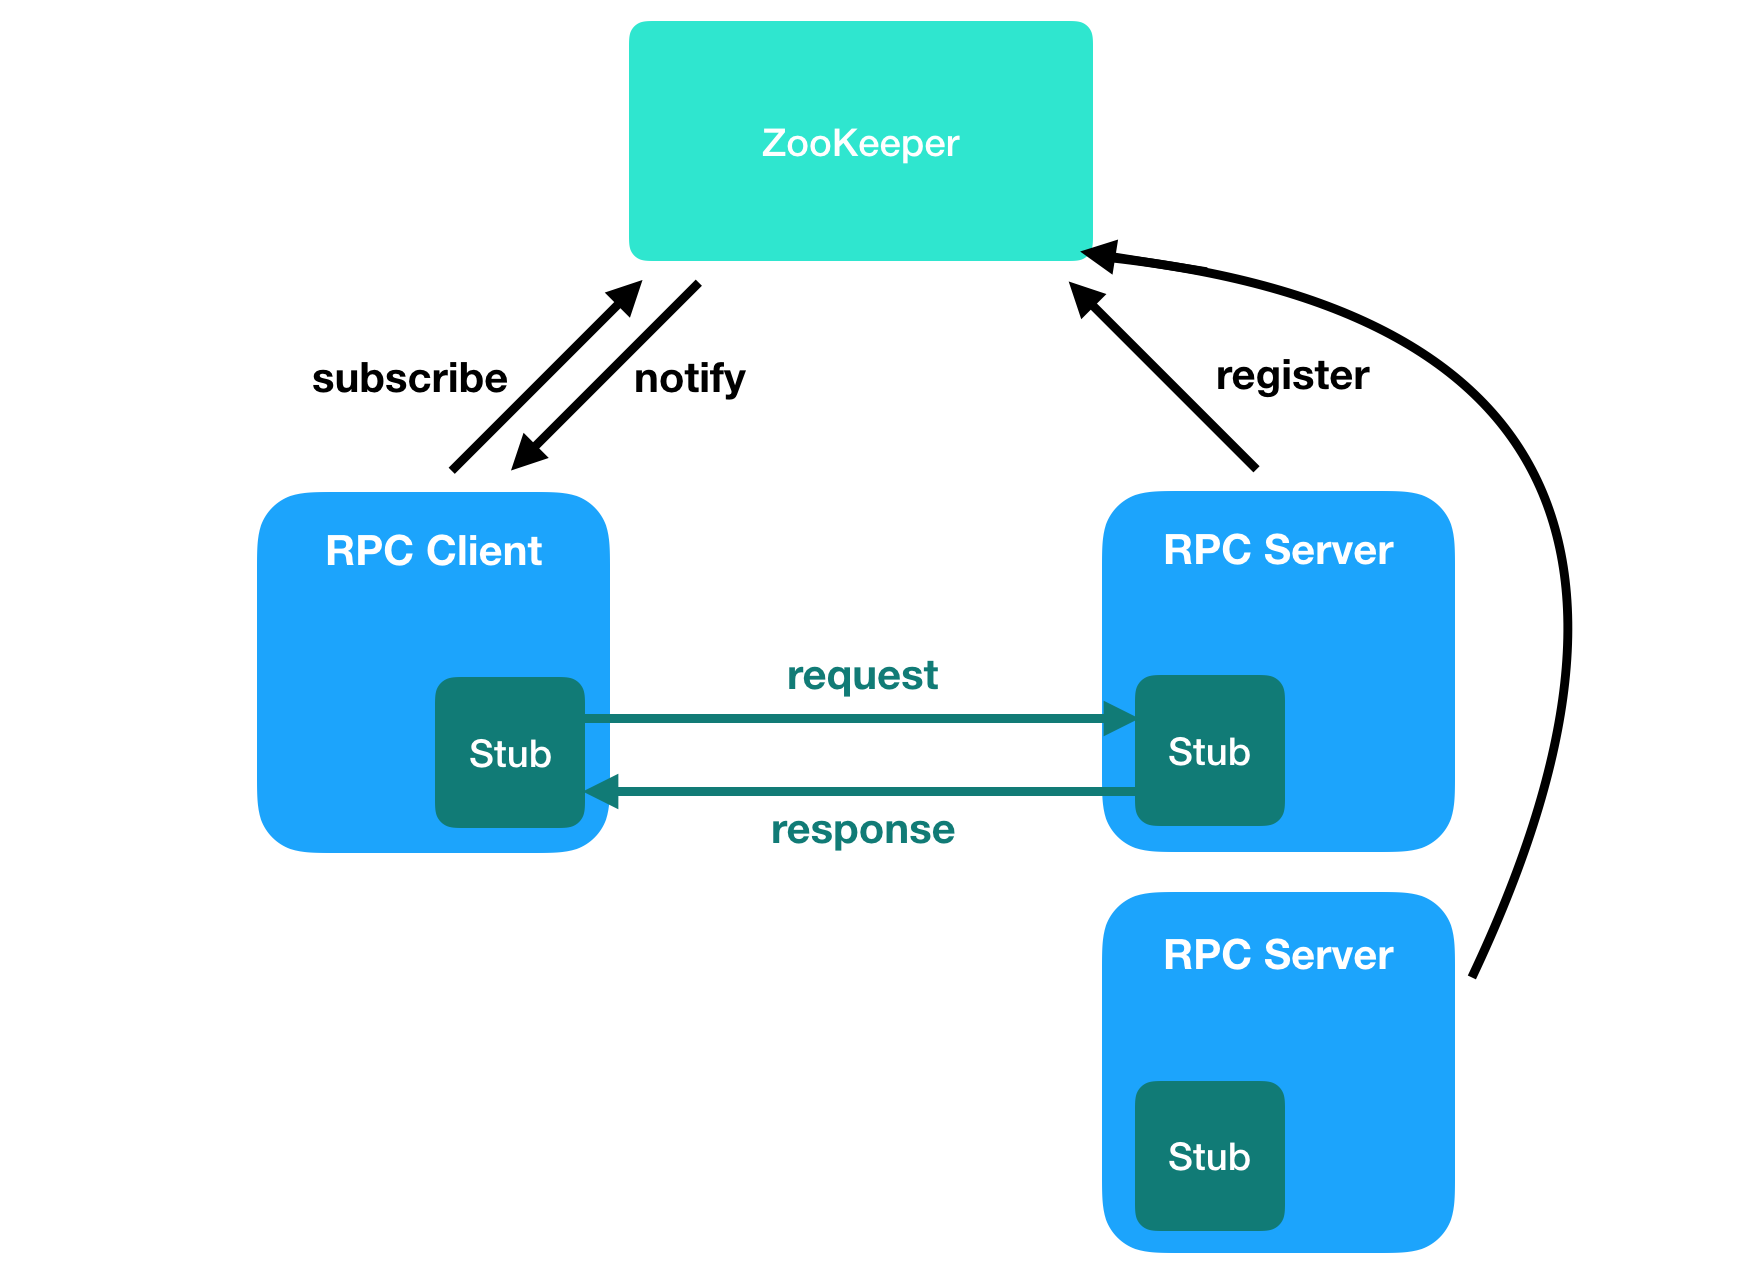 ZooKeeper
subscribe
notify
register
RPC Client
RPC Server
request
Stub
Stub
response
RPC Server
Stub